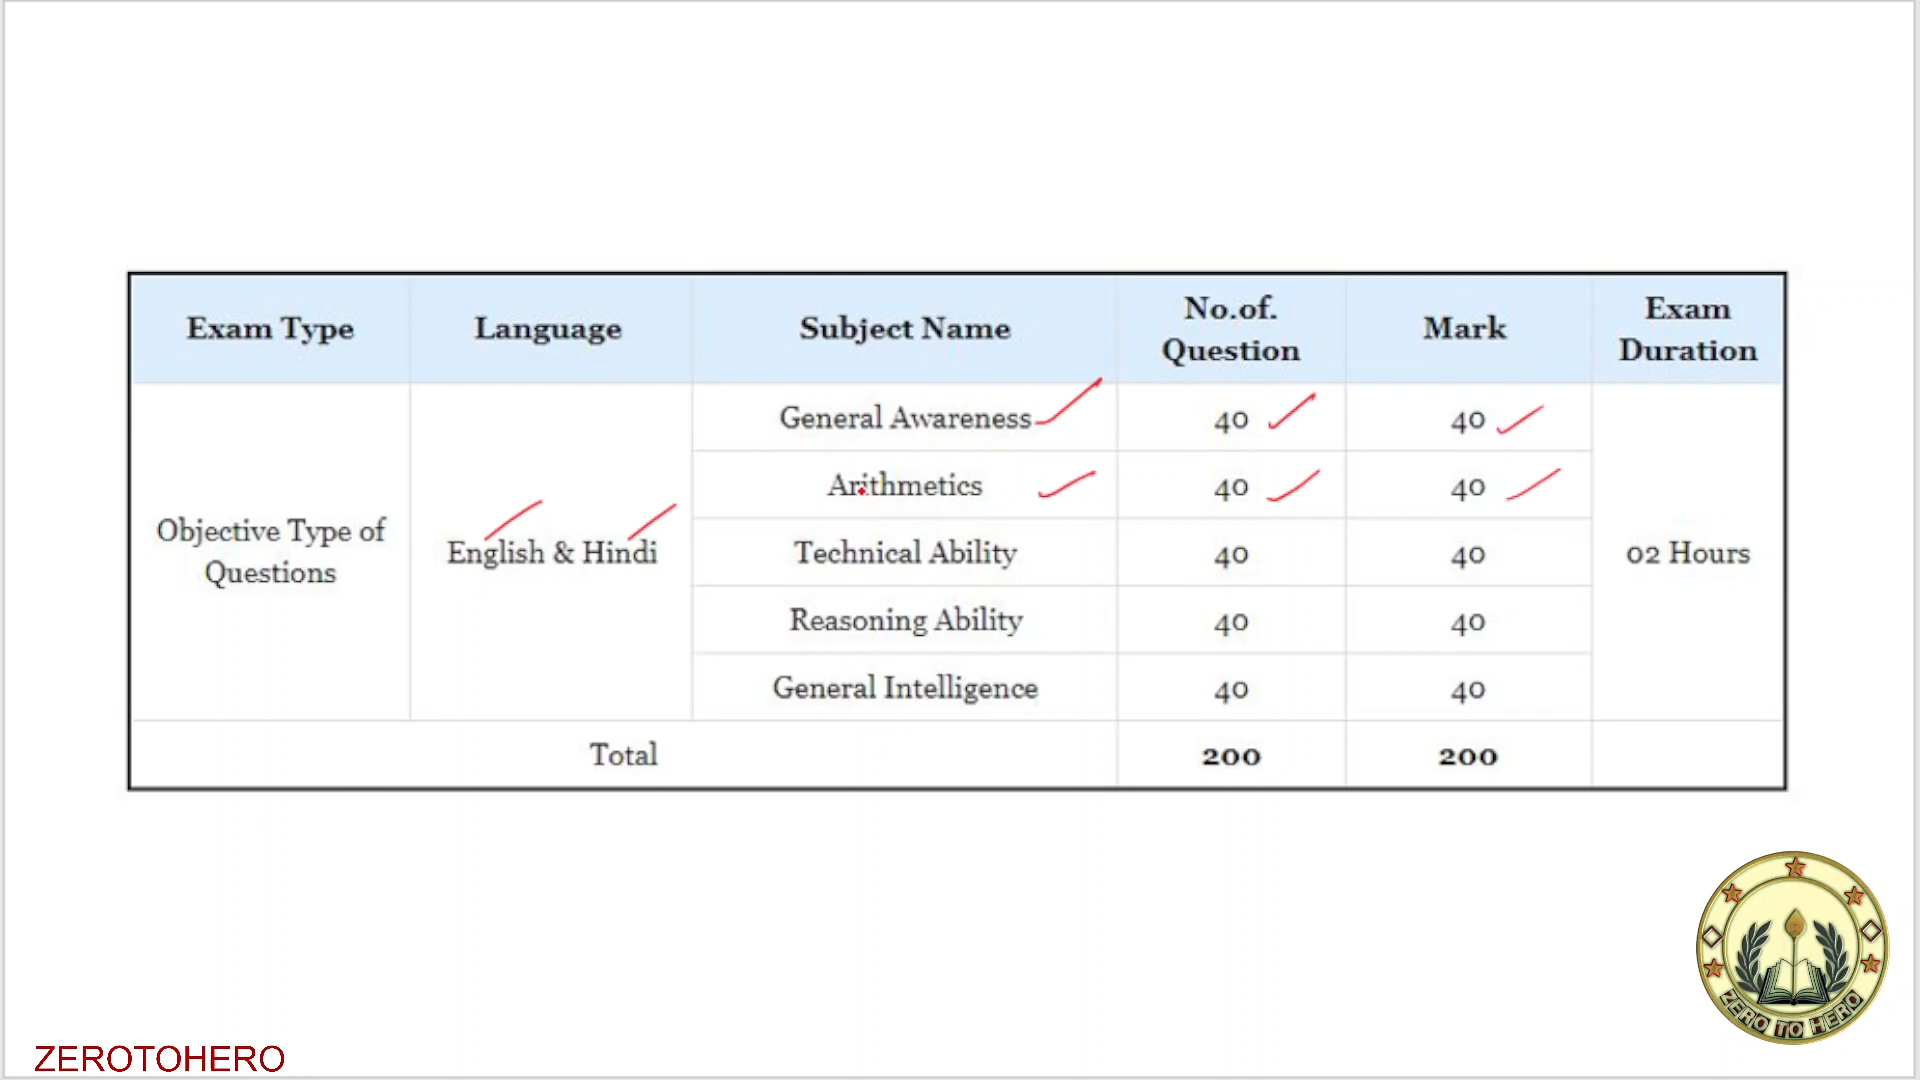 Exam Type Language Subject Name No.of. Question Mark Exam Duration
General Awareness 40 40
Arithmetics 40 40
Objective Type of Questions English & Hindi Technical Ability 40 40 02 Hours
Reasoning Ability 40 40
General Intelligence 40 40
Total 200 200
ZERO TO HERO
ZEROTOHERO